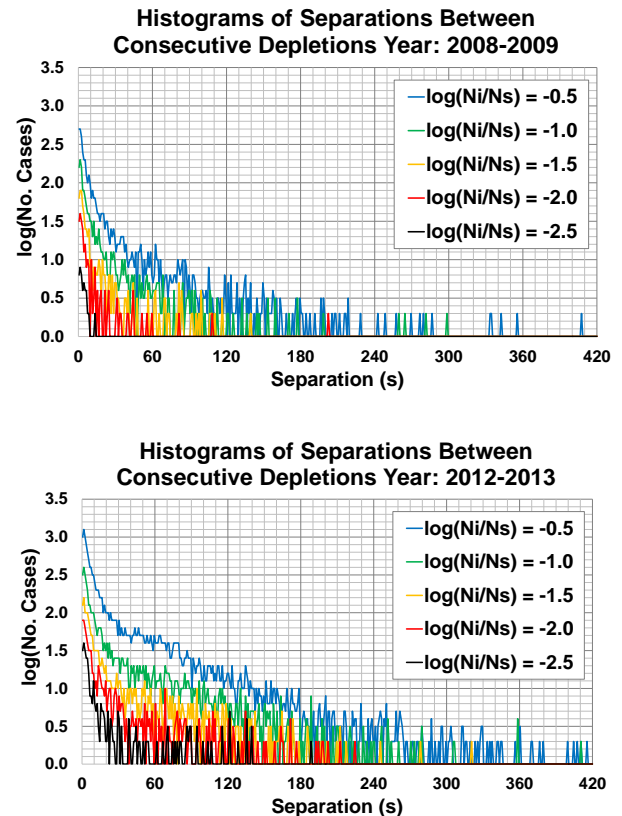 Histograms of Separations Between
Consecutive Depletions Year: 2008-2009
3.5
3.0
2.5
2.0
1.5
1.0
0.5
0.0
log(No. Cases)
log(Ni/Ns) = -0.5
log(Ni/Ns) = -1.0
log(Ni/Ns) = -1.5
log(Ni/Ns) = -2.0
log(Ni/Ns) = -2.5
0 60 120 180 240 300 360 420
Separation (s)
Histograms of Separations Between
Consecutive Depletions Year: 2012-2013
3.5
3.0
2.5
2.0
1.5
1.0
0.5
0.0
log(No. Cases)
log(Ni/Ns) = -0.5
log(Ni/Ns) = -1.0
log(Ni/Ns) = -1.5
log(Ni/Ns) = -2.0
log(Ni/Ns) = -2.5
0 60 120 180 240 300 360 420
Separation (s)